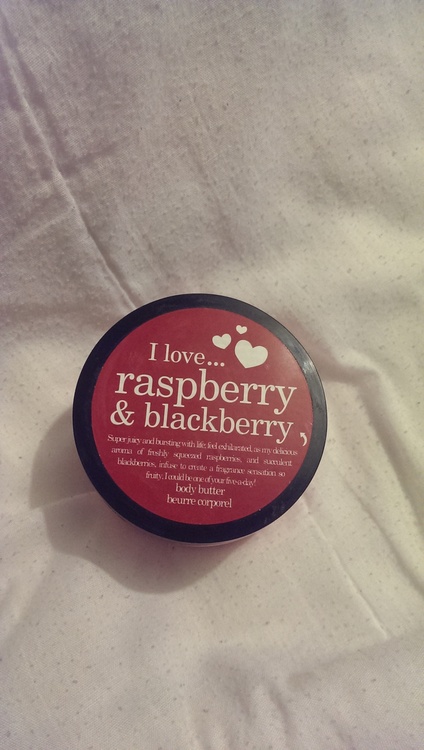 I love...
raspberry
& blackberry,
Super juicy and bursting with life; feel exhilarated, as my delicious
aroma of freshly squeezed raspberries, and succulent
blackberries, infuse to create a fragrance sensation so
fruity, I could be one of your five-a-day!
body butter
beurre corporel